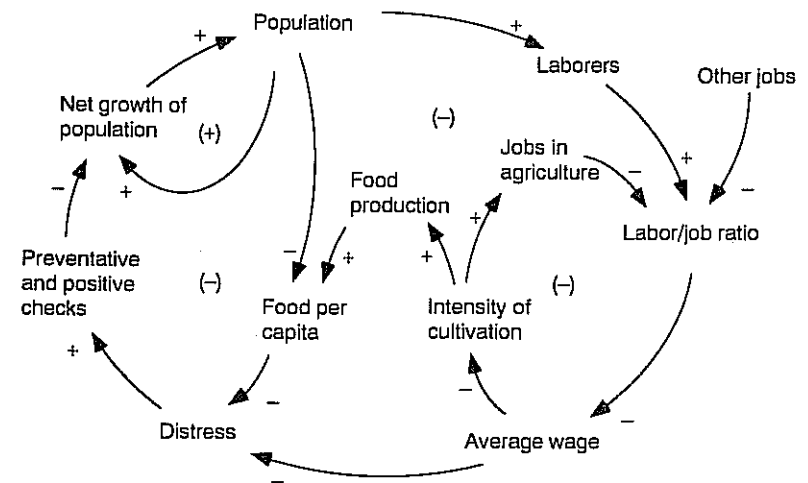 Population
+
+
Laborers
Other jobs
Net growth of
population
(+)
(–)
Jobs in
agriculture
–
+
–
–
+
Food
production
+
Labor/job ratio
Preventative
and positive
checks
(–)
–
+
+
Food per
capita
Intensity of
cultivation
(–)
+
–
–
Distress
–
Average wage
–
–